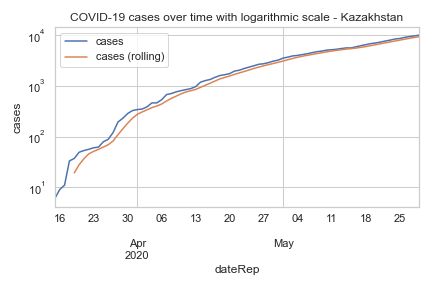 COVID-19 cases over time with logarithmic scale - Kazakhstan
cases
cases (rolling)
10⁴
10³
10²
10¹
cases
16 23 30 06 13 20 27 04 11 18 25
Apr May
2020
dateRep